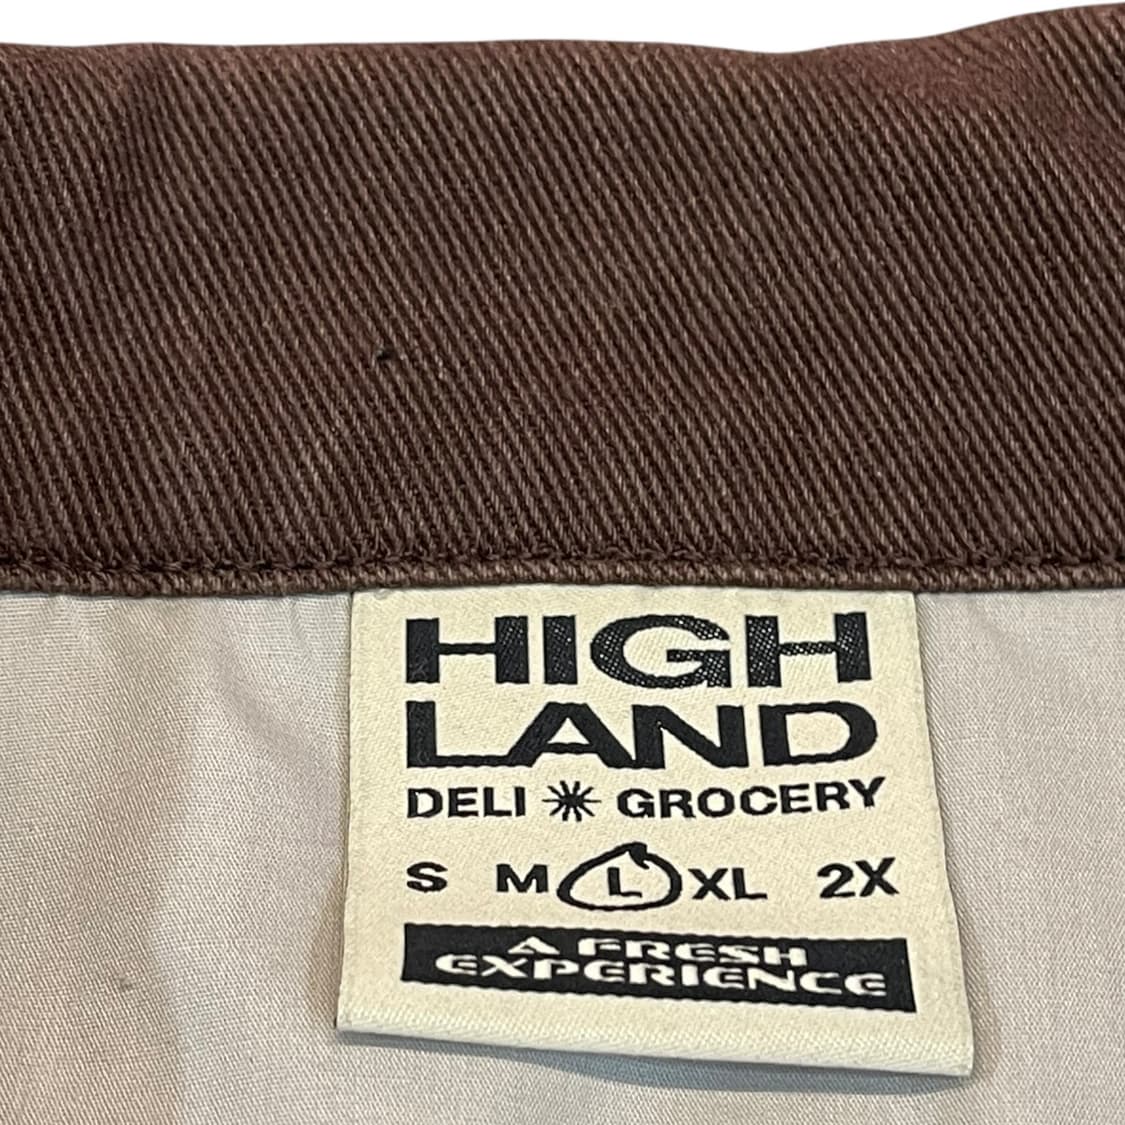 HIGH
LAND
DELI ✷ GROCERY
S M L XL 2X
A FRESH
EXPERIENCE